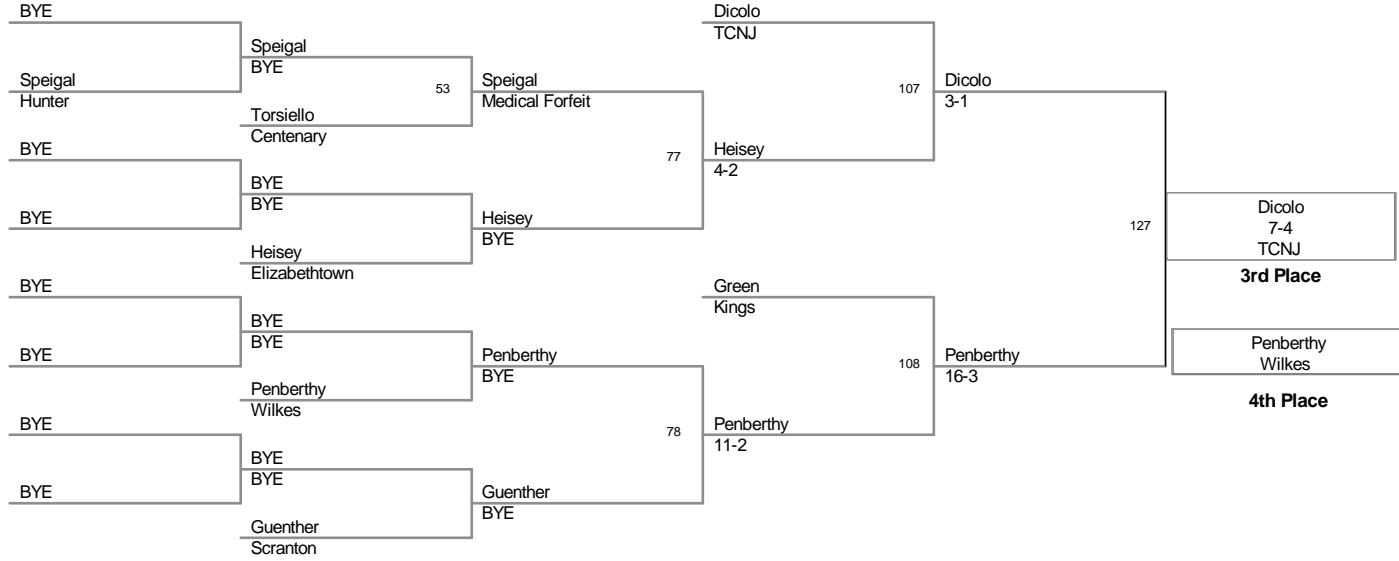 BYE
Speigal
Hunter
BYE
BYE
BYE
BYE
BYE
BYE
Speigal
BYE
Torsiello
Centenary
BYE
BYE
Heisey
Elizabethtown
BYE
BYE
Penberthy
Wilkes
BYE
BYE
Guenther
Scranton
53
Speigal
Medical Forfeit
Heisey
BYE
Penberthy
BYE
Guenther
BYE
77
78
Dicolo
TCNJ
Heisey
4-2
Green
Kings
Penberthy
11-2
107
108
Dicolo
3-1
Penberthy
16-3
127
Dicolo
7-4
TCNJ
3rd Place
Penberthy
Wilkes
4th Place